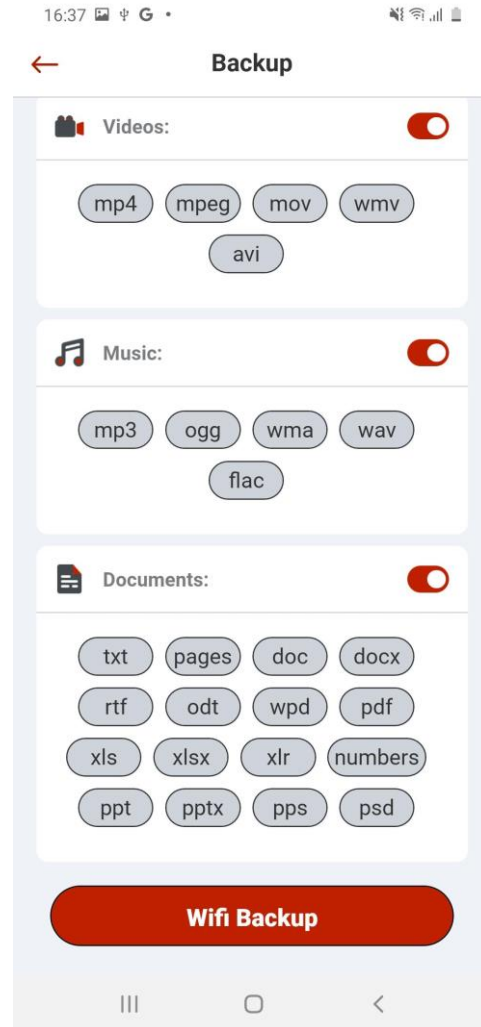 16:37 G •
Backup
Videos:
mp4 mpeg mov wmv
avi
Music:
mp3 ogg wma wav
flac
Documents:
txt pages doc docx
rtf odt wpd pdf
xls xlsx xlr numbers
ppt pptx pps psd
Wifi Backup